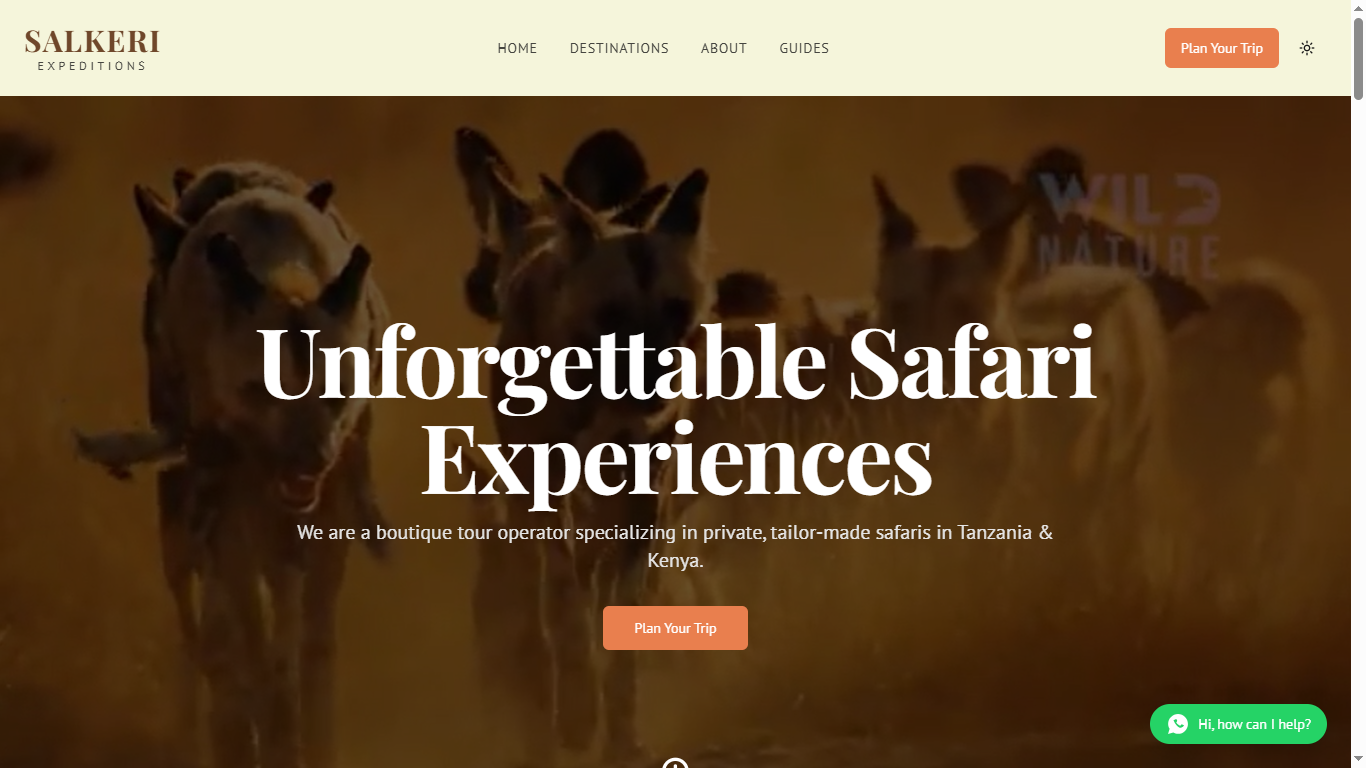 SALKERI
EXPEDITIONS
HOME DESTINATIONS ABOUT GUIDES
Plan Your Trip
WILD
NATURE
Unforgettable Safari
Experiences
We are a boutique tour operator specializing in private, tailor-made safaris in Tanzania &
Kenya.
Plan Your Trip
Hi, how can I help?